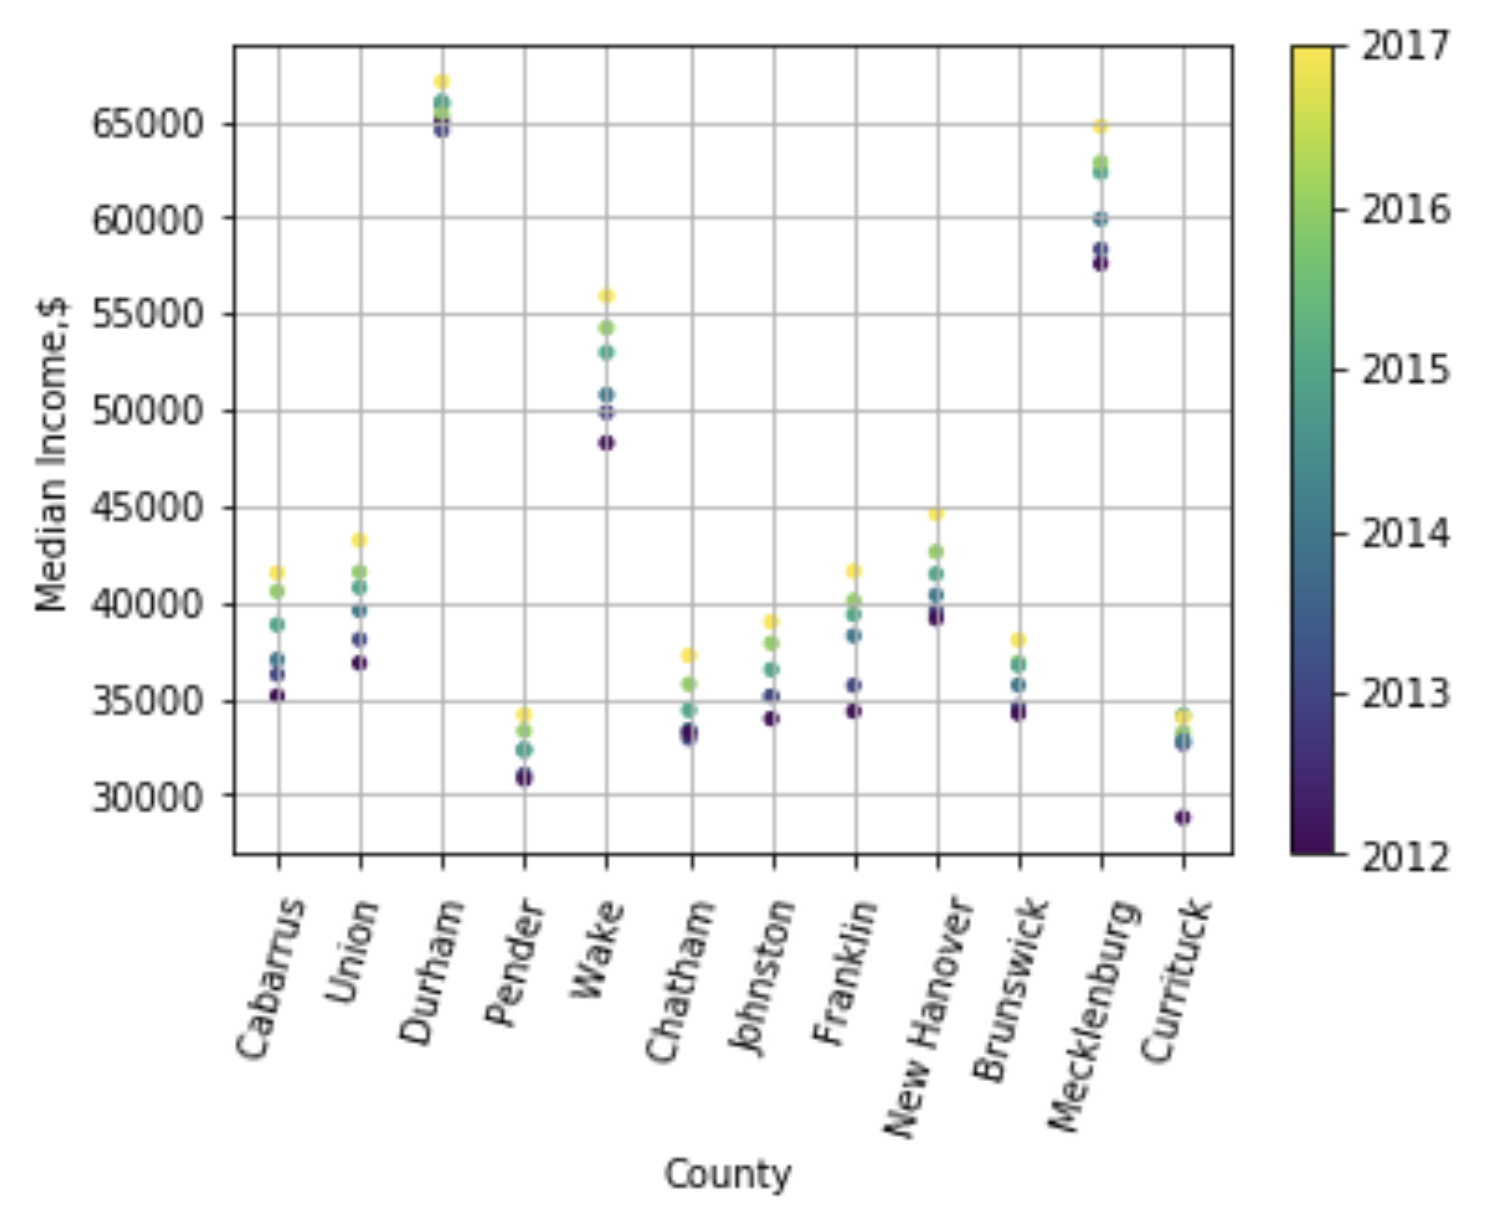 Median Income,$
65000
60000
55000
50000
45000
40000
35000
30000
Cabarrus
Union
Durham
Pender
Wake
Chatham
Johnston
Franklin
New Hanover
Brunswick
Mecklenburg
Currituck
County
2017
2016
2015
2014
2013
2012